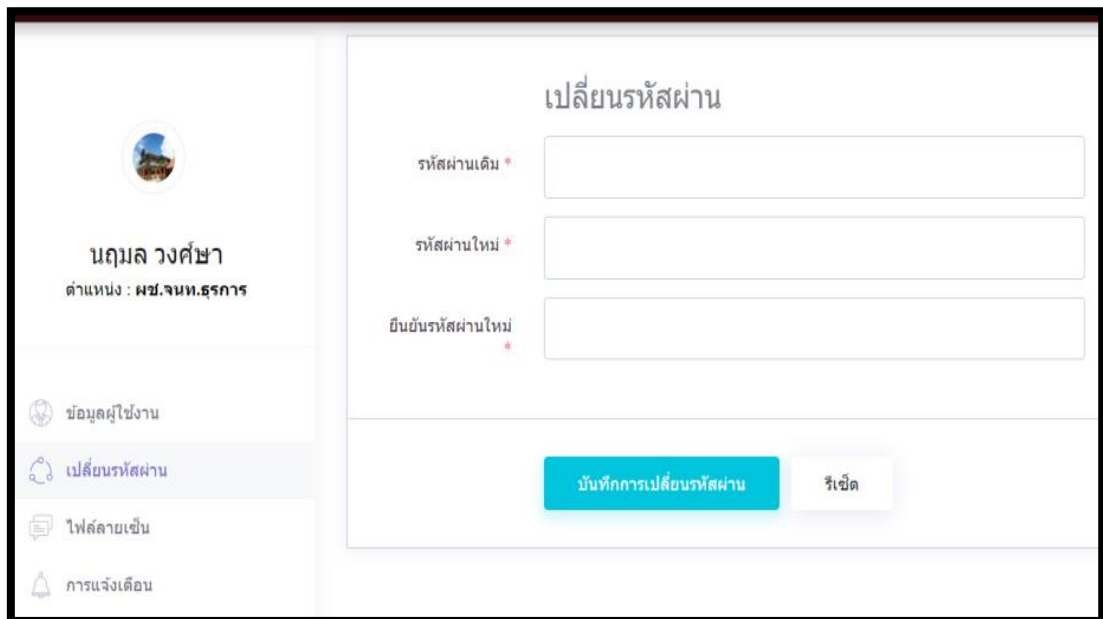 นฤมล วงศ์ษา
ตำแหน่ง : ผช.จนท.ธุรการ
ข้อมูลผู้ใช้งาน
เปลี่ยนรหัสผ่าน
ไฟล์ลายเซ็น
การแจ้งเตือน
เปลี่ยนรหัสผ่าน
รหัสผ่านเดิม *
รหัสผ่านใหม่ *
ยืนยันรหัสผ่านใหม่
*
บันทึกการเปลี่ยนรหัสผ่าน
รีเซ็ต